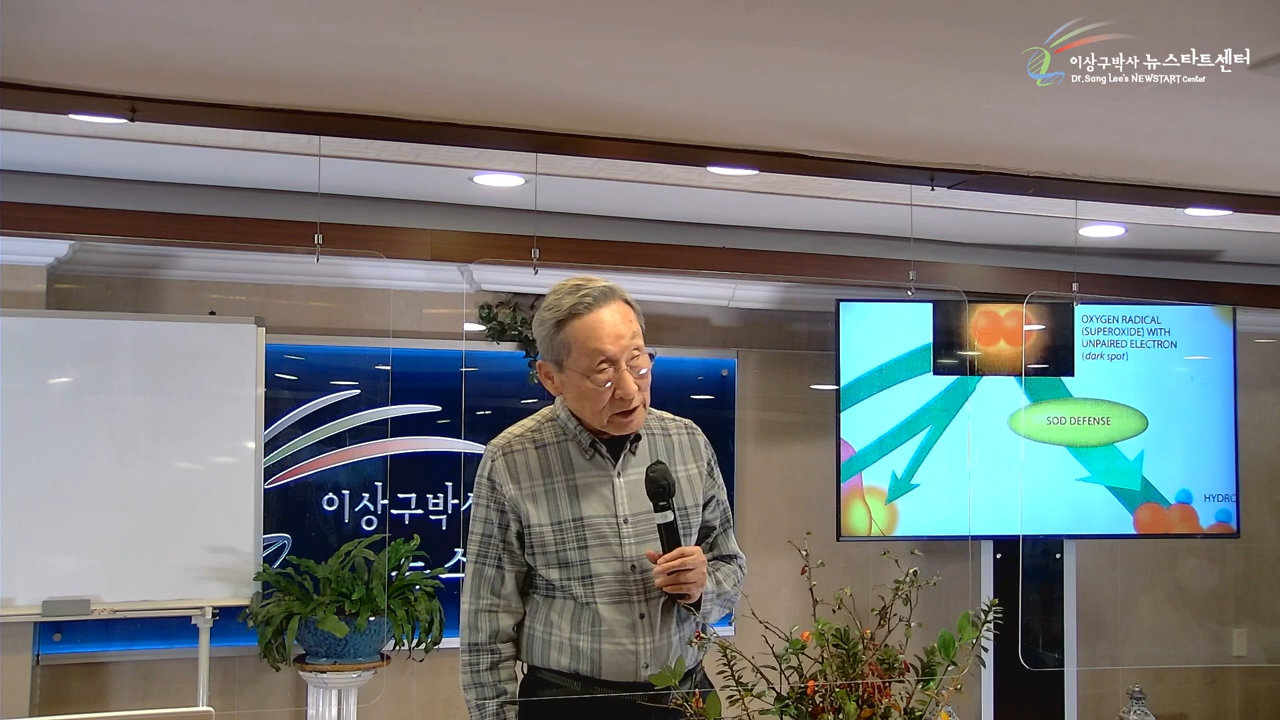 이상구박사 뉴스타트센터
Dr. Sang Lee's NEWSTART Center
OXYGEN RADICAL
(SUPEROXIDE) WITH
UNPAIRED ELECTRON
(dark spot)
SOD DEFENSE
HYDRO
이상구박사